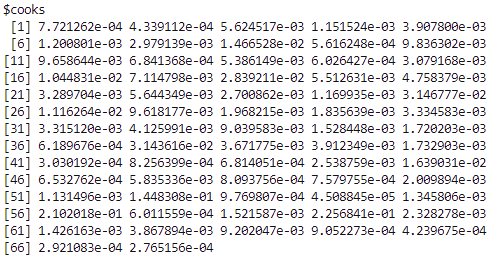 $cooks
[1] 7.721262e-04 4.339112e-04 5.624517e-03 1.151524e-03 3.907800e-03
[6] 1.200801e-03 2.979139e-03 1.466528e-02 5.616248e-04 9.836302e-03
[11] 9.658644e-03 6.841368e-04 5.386149e-03 6.026427e-04 3.079168e-03
[16] 1.044831e-02 7.114798e-03 2.839211e-02 5.512631e-03 4.758379e-03
[21] 3.289704e-03 5.644349e-03 2.700862e-03 1.169935e-03 3.146777e-02
[26] 1.116264e-02 9.618177e-03 1.968215e-03 1.835639e-03 3.334583e-03
[31] 3.315120e-03 4.125991e-03 9.039583e-03 1.528448e-03 1.720203e-03
[36] 6.189676e-04 3.143616e-02 3.671775e-03 3.912349e-03 1.732903e-03
[41] 3.030192e-04 8.256399e-04 6.814051e-04 2.538759e-03 1.639031e-02
[46] 6.532762e-04 5.835336e-03 8.093756e-04 7.579755e-04 2.009894e-03
[51] 1.131496e-03 1.448308e-01 9.769807e-04 4.508845e-05 1.345806e-03
[56] 2.102018e-01 6.011559e-04 1.521587e-03 2.256841e-01 2.328278e-03
[61] 1.426163e-03 3.867894e-03 9.202047e-03 9.052273e-04 4.239675e-04
[66] 2.921083e-04 2.765156e-04